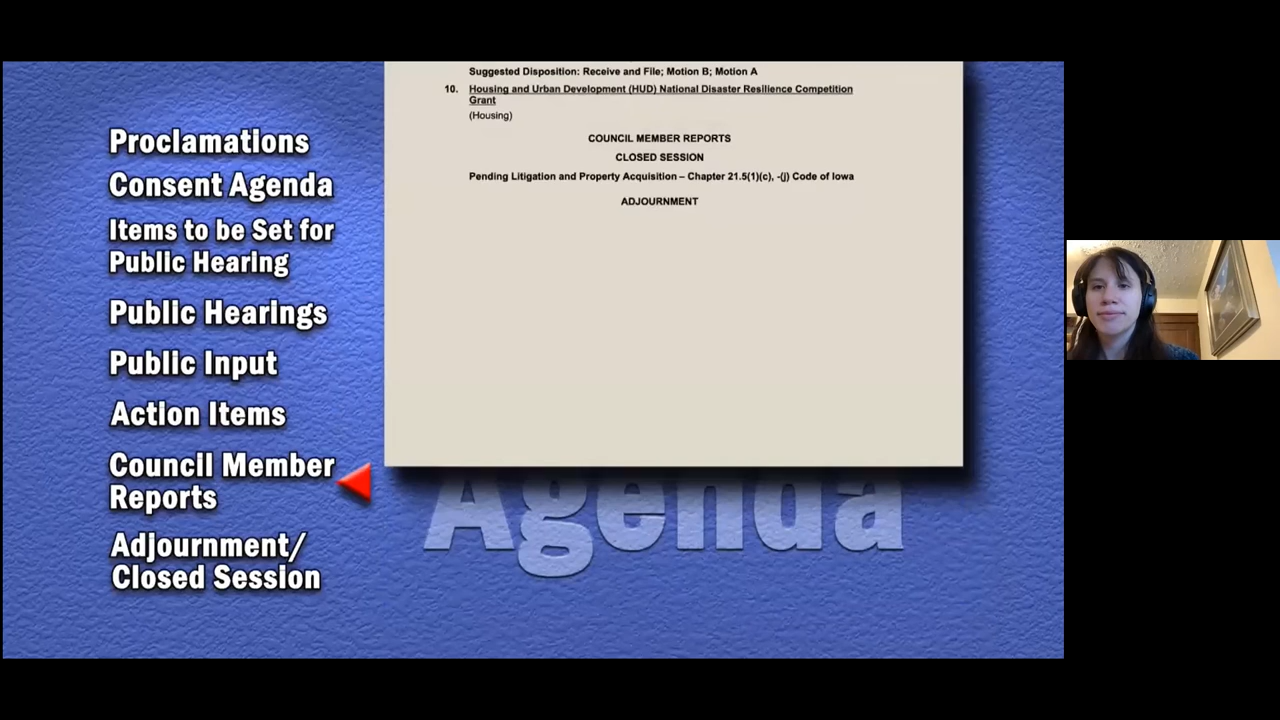 Proclamations
Consent Agenda
Items to be Set for
Public Hearing
Public Hearings
Public Input
Action Items
Council Member
Reports
Adjournment/
Closed Session
Suggested Disposition: Receive and File; Motion B; Motion A
10. Housing and Urban Development (HUD) National Disaster Resilience Competition
Grant
(Housing)
COUNCIL MEMBER REPORTS
CLOSED SESSION
Pending Litigation and Property Acquisition – Chapter 21.5(1)(c), -(j) Code of Iowa
ADJOURNMENT
Agenda